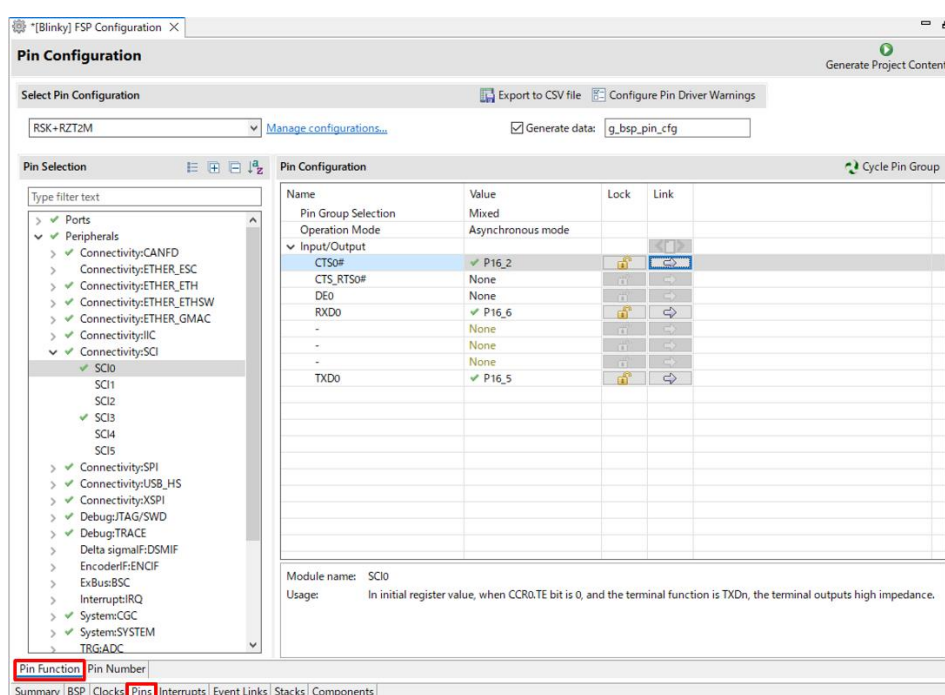 *[Blinky] FSP Configuration
Pin Configuration
Generate Project Content
Select Pin Configuration
Export to CSV file
Configure Pin Driver Warnings
RSK+RZT2M
Manage configurations...
Generate data:
g_bsp_pin_cfg
Pin Selection
Type filter text
Ports
Peripherals
Connectivity:CANFD
Connectivity:ETHER_ESC
Connectivity:ETHER_ETH
Connectivity:ETHER_ETHSW
Connectivity:ETHER_GMAC
Connectivity:IIC
Connectivity:SCI
SCI0
SCI1
SCI2
SCI3
SCI4
SCI5
Connectivity:SPI
Connectivity:USB_HS
Connectivity:XSPI
Debug:JTAG/SWD
Debug:TRACE
Delta sigmaIF:DSMIF
EncoderIF:ENCIF
ExBus:BSC
Interrupt:IRQ
System:CGC
System:SYSTEM
TRG:ADC
Pin Configuration
Cycle Pin Group
Name Value Lock Link
Pin Group Selection Mixed
Operation Mode Asynchronous mode
Input/Output
CTS0# P16_2
CTS_RTS0# None
DE0 None
RXD0 P16_6
- None
- None
- None
TXD0 P16_5
Module name: SCI0
Usage: In initial register value, when CCR0.TE bit is 0, and the terminal function is TXDn, the terminal outputs high impedance.
Pin Function Pin Number
Summary BSP Clocks Pins Interrupts Event Links Stacks Components